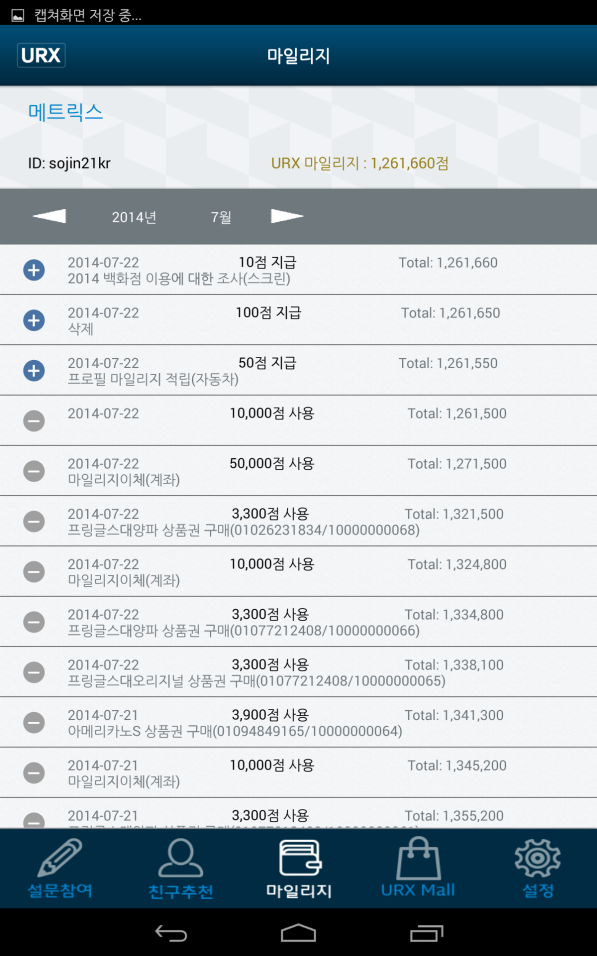 캡쳐화면 저장 중...
URX 마일리지
메트릭스
ID: sojin21kr URX 마일리지 : 1,261,660점
2014년 7월
2014-07-22 10점 지급 Total: 1,261,660
2014 백화점 이용에 대한 조사(스크린)
2014-07-22 100점 지급 Total: 1,261,650
삭제
2014-07-22 50점 지급 Total: 1,261,550
프로필 마일리지 적립(자동차)
2014-07-22 10,000점 사용 Total: 1,261,500
2014-07-22 50,000점 사용 Total: 1,271,500
마일리지이체(계좌)
2014-07-22 3,300점 사용 Total: 1,321,500
프링글스대양파 상품권 구매(01026231834/10000000068)
2014-07-22 10,000점 사용 Total: 1,324,800
마일리지이체(계좌)
2014-07-22 3,300점 사용 Total: 1,334,800
프링글스대양파 상품권 구매(01077212408/10000000066)
2014-07-22 3,300점 사용 Total: 1,338,100
프링글스대오리지널 상품권 구매(01077212408/10000000065)
2014-07-21 3,900점 사용 Total: 1,341,300
아메리카노S 상품권 구매(01094849165/10000000064)
2014-07-21 10,000점 사용 Total: 1,345,200
마일리지이체(계좌)
2014-07-21 3,300점 사용 Total: 1,355,200
설문참여 친구추천 마일리지 URX Mall 설정